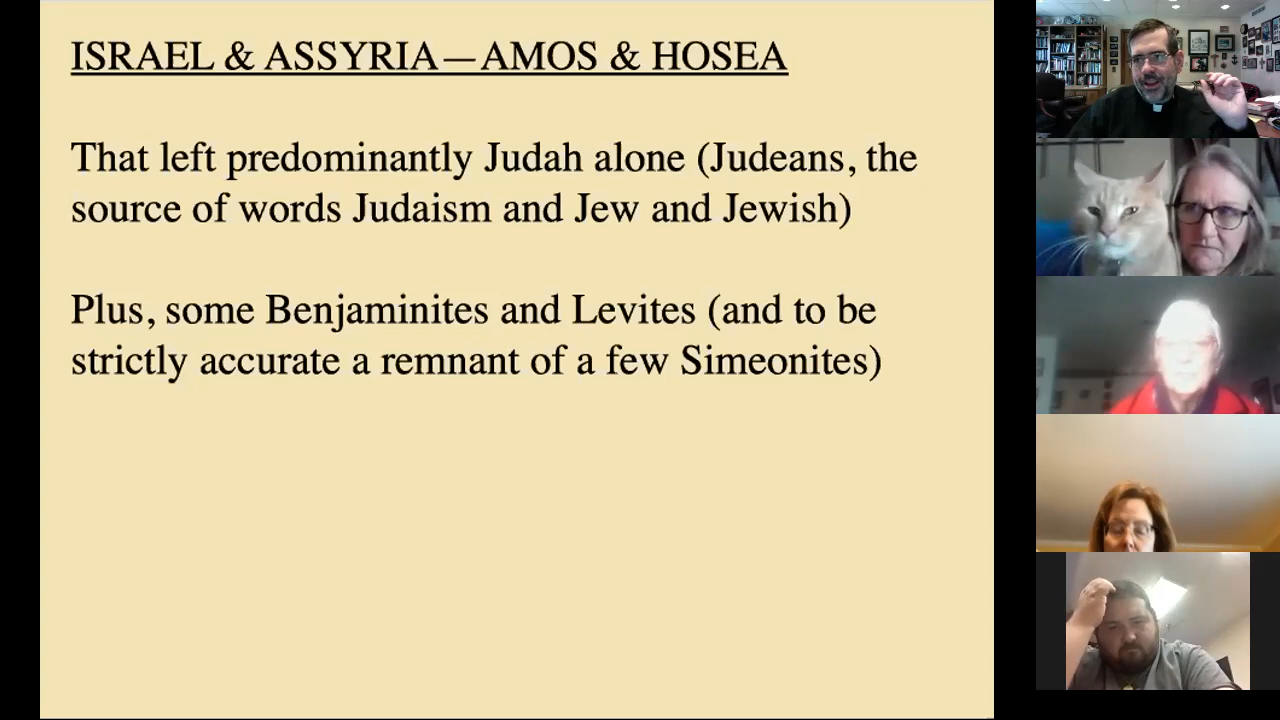 ISRAEL & ASSYRIA—AMOS & HOSEA
That left predominantly Judah alone (Judeans, the
source of words Judaism and Jew and Jewish)
Plus, some Benjaminites and Levites (and to be
strictly accurate a remnant of a few Simeonites)